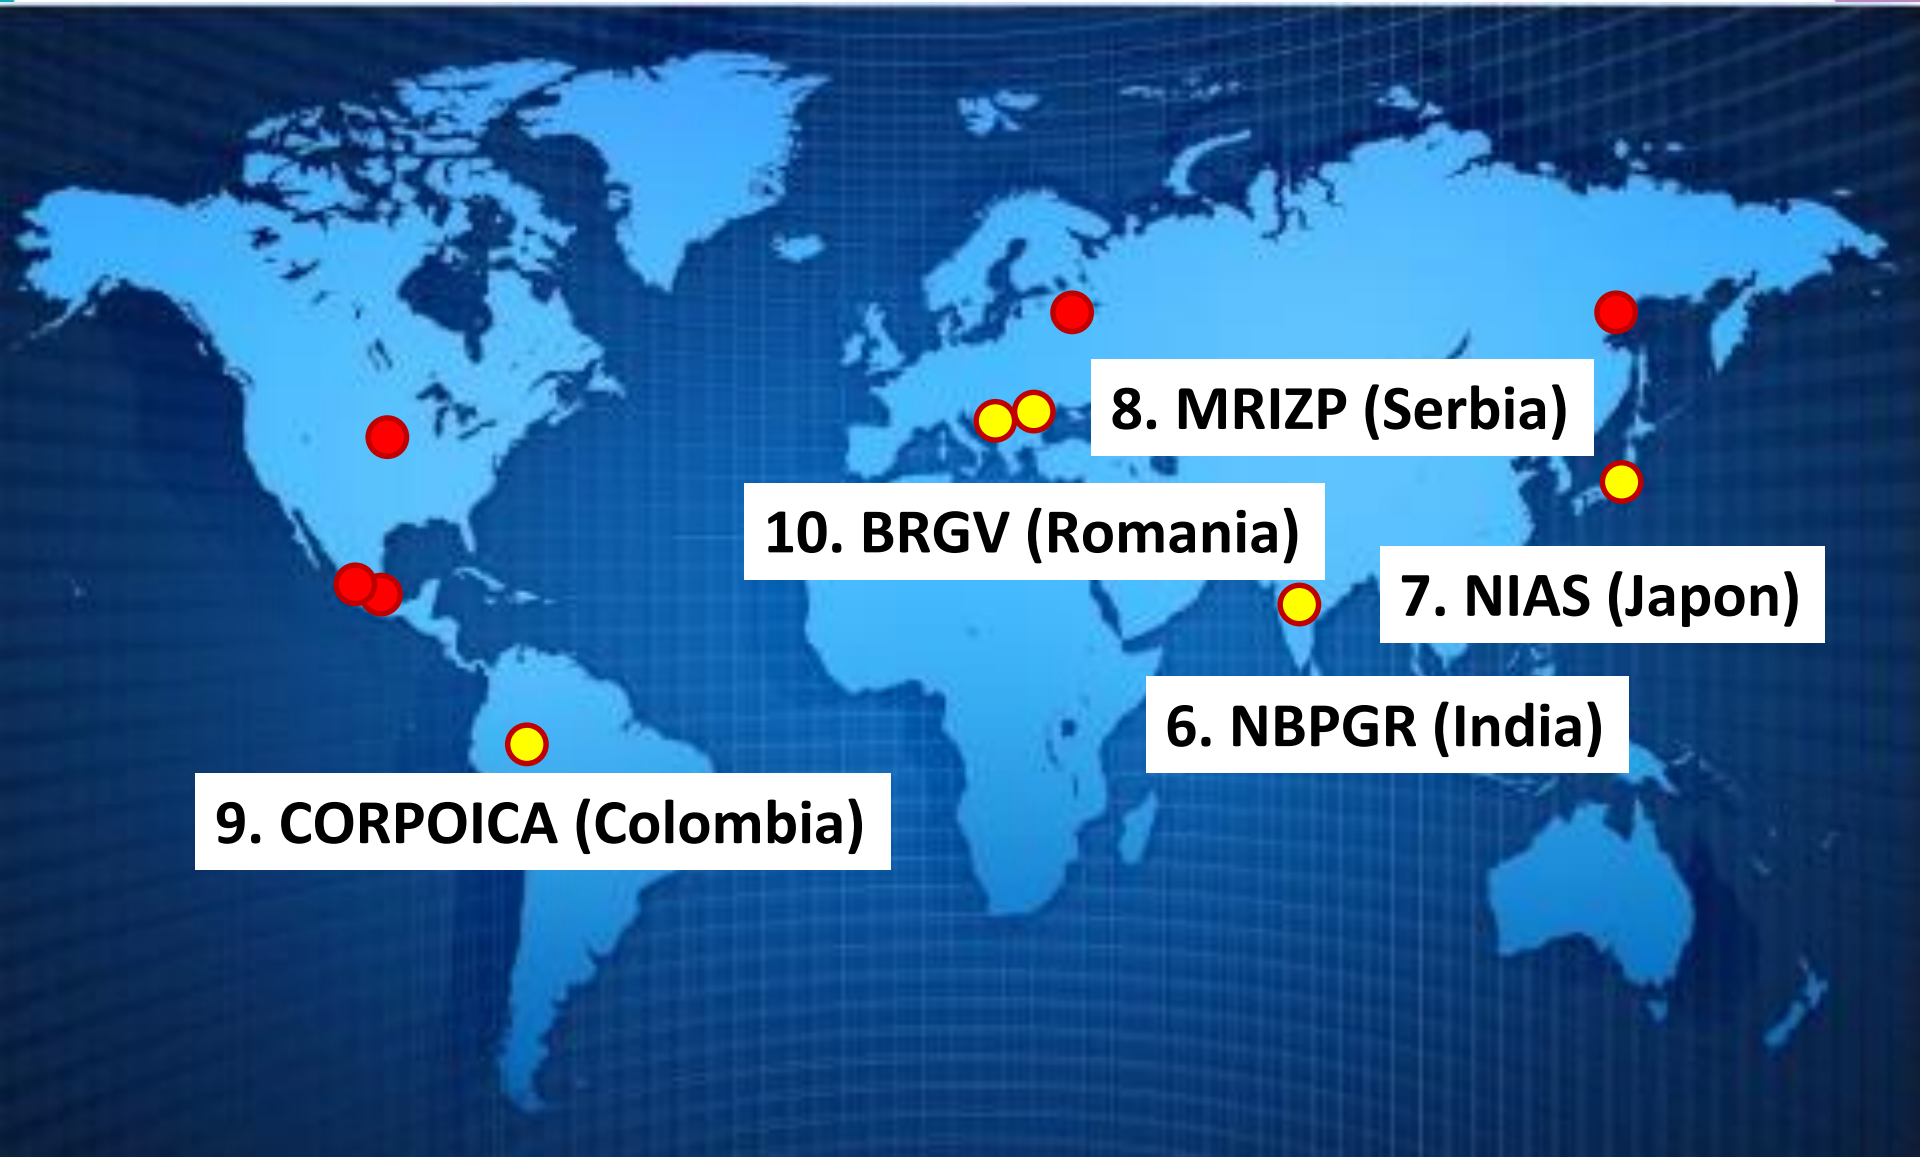 8. MRIZP (Serbia)
10. BRGV (Romania)
7. NIAS (Japon)
6. NBPGR (India)
9. CORPOICA (Colombia)